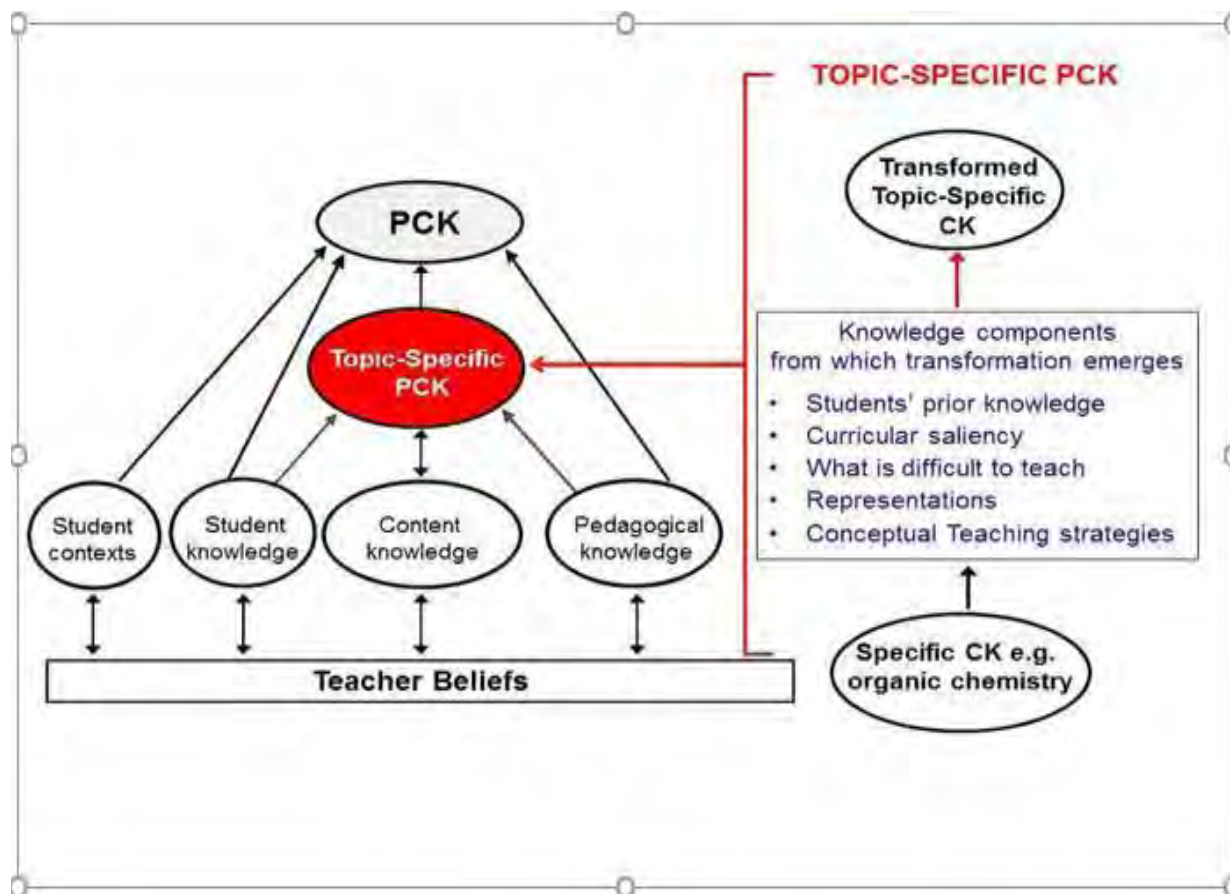 TOPIC-SPECIFIC PCK
Transformed
Topic-Specific
CK
PCK
Topic-Specific
PCK
Knowledge components
from which transformation emerges
• Students' prior knowledge
• Curricular saliency
• What is difficult to teach
• Representations
• Conceptual Teaching strategies
Student
contexts
Student
knowledge
Content
knowledge
Pedagogical
knowledge
Specific CK e.g.
organic chemistry
Teacher Beliefs